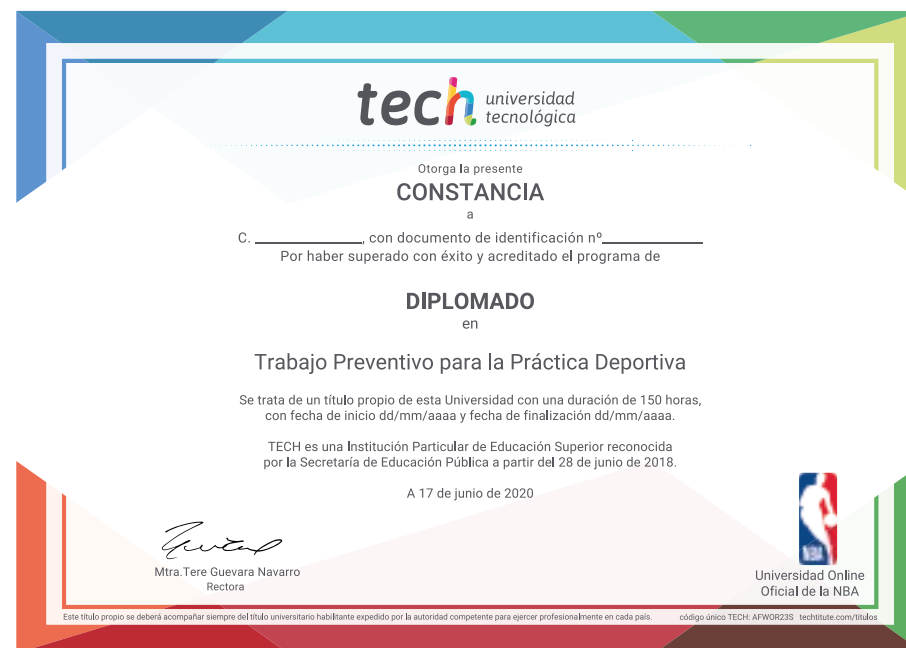 tech universidad
tecnológica
Otorga la presente
CONSTANCIA
a
C. ____________, con documento de identificación nº____________
Por haber superado con éxito y acreditado el programa de
DIPLOMADO
en
Trabajo Preventivo para la Práctica Deportiva
Se trata de un título propio de esta Universidad con una duración de 150 horas,
con fecha de inicio dd/mm/aaaa y fecha de finalización dd/mm/aaaa.
TECH es una Institución Particular de Educación Superior reconocida
por la Secretaría de Educación Pública a partir del 28 de junio de 2018.
A 17 de junio de 2020
Mtra.Tere Guevara Navarro
Rectora
NBA
Universidad Online
Oficial de la NBA
Este título propio se deberá acompañar siempre del título universitario habilitante expedido por la autoridad competente para ejercer profesionalmente en cada país. código único TECH: AFWOR23S techtitute.com/titulos